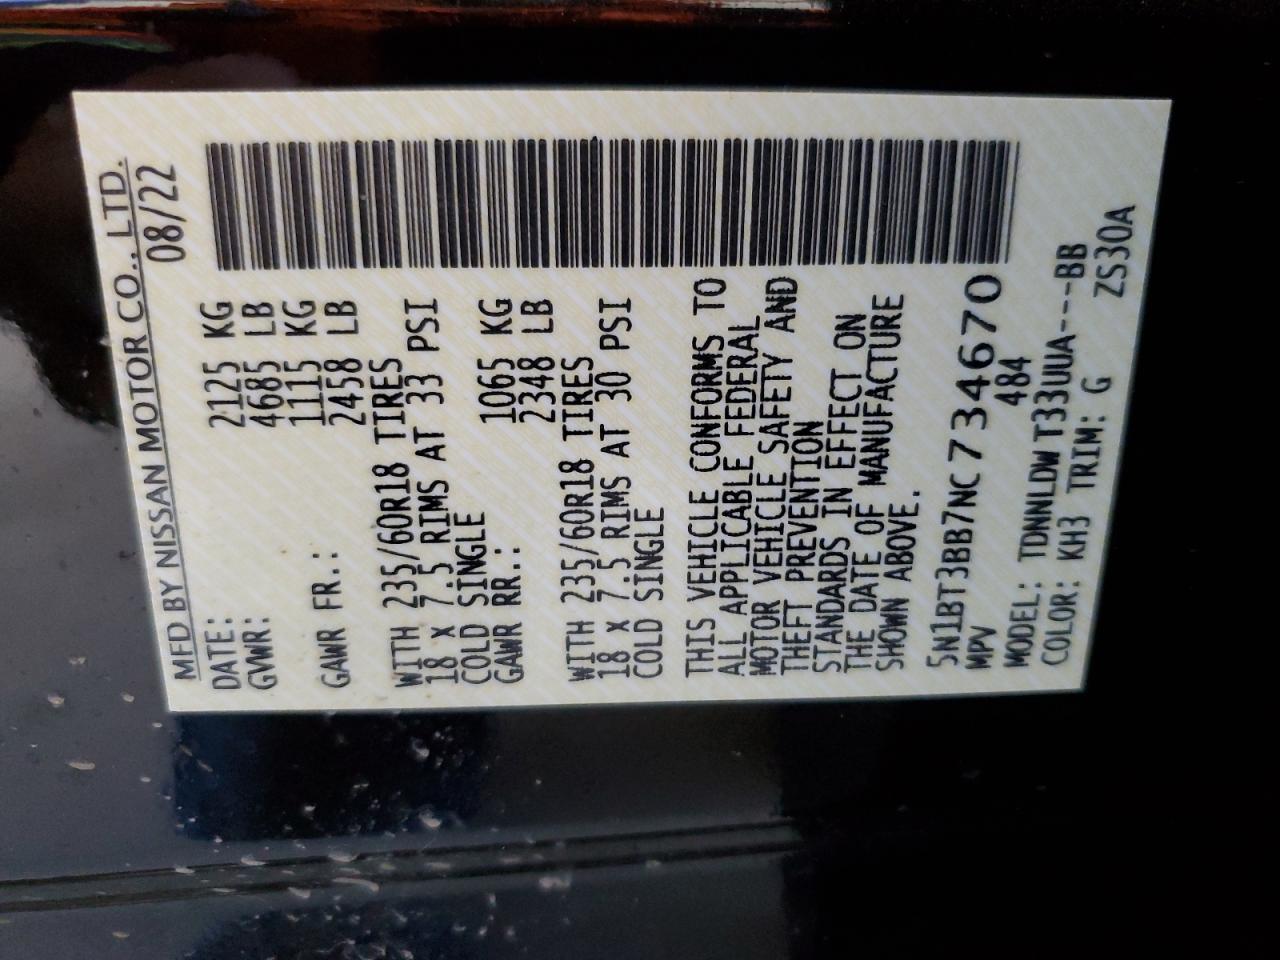 MFD BY NISSAN MOTOR CO., LTD.
DATE: 08/22
GVWR: 2125 KG
4685 LB
GAWR FR.: 1115 KG
2458 LB
WITH 235/60R18 TIRES
18 x 7.5 RIMS AT 33 PSI
COLD SINGLE
GAWR RR.: 1065 KG
2348 LB
WITH 235/60R18 TIRES
18 x 7.5 RIMS AT 30 PSI
COLD SINGLE
THIS VEHICLE CONFORMS TO
ALL APPLICABLE FEDERAL
MOTOR VEHICLE SAFETY AND
THEFT PREVENTION
STANDARDS IN EFFECT ON
THE DATE OF MANUFACTURE
SHOWN ABOVE.
5N1BT3BB7NC734670
MPV 484
MODEL: TDNNLDWT33UUA---BB
COLOR: KH3 TRIM: G ZS30A